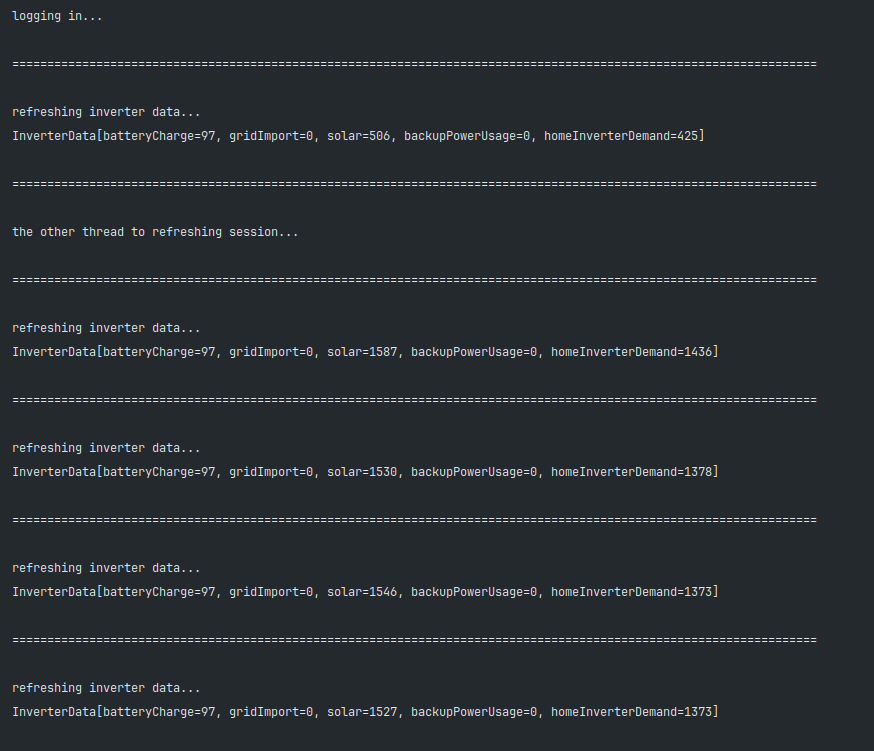 logging in...
===================================================================================================================
refreshing inverter data...
InverterData[batteryCharge=97, gridImport=0, solar=506, backupPowerUsage=0, homeInverterDemand=425]
===================================================================================================================
the other thread to refreshing session...
===================================================================================================================
refreshing inverter data...
InverterData[batteryCharge=97, gridImport=0, solar=1587, backupPowerUsage=0, homeInverterDemand=1436]
===================================================================================================================
refreshing inverter data...
InverterData[batteryCharge=97, gridImport=0, solar=1530, backupPowerUsage=0, homeInverterDemand=1378]
===================================================================================================================
refreshing inverter data...
InverterData[batteryCharge=97, gridImport=0, solar=1546, backupPowerUsage=0, homeInverterDemand=1373]
===================================================================================================================
refreshing inverter data...
InverterData[batteryCharge=97, gridImport=0, solar=1527, backupPowerUsage=0, homeInverterDemand=1373]